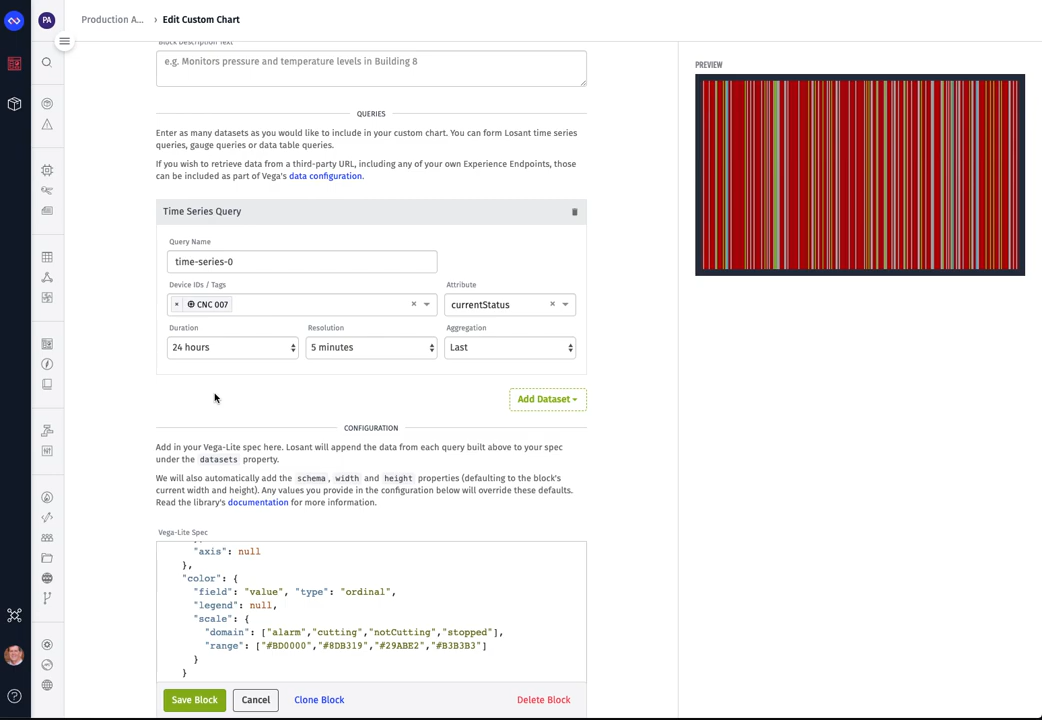 PA
Production A... › Edit Custom Chart
Block Description Text
e.g. Monitors pressure and temperature levels in Building 8
QUERIES
Enter as many datasets as you would like to include in your custom chart. You can form Losant time series
queries, gauge queries or data table queries.
If you wish to retrieve data from a third-party URL, including any of your own Experience Endpoints, those
can be included as part of Vega's data configuration.
Time Series Query
Query Name
time-series-0
Device IDs / Tags
Attribute
× CNC 007 ×
currentStatus ×
Duration
Resolution
Aggregation
24 hours
5 minutes
Last
Add Dataset
CONFIGURATION
Add in your Vega-Lite spec here. Losant will append the data from each query built above to your spec
under the datasets property.
We will also automatically add the schema, width and height properties (defaulting to the block's
current width and height). Any values you provide in the configuration below will override these defaults.
Read the library's documentation for more information.
Vega-Lite Spec
"axis": null
},
"color": {
"field": "value", "type": "ordinal",
"legend": null,
"scale": {
"domain": ["alarm","cutting","notCutting","stopped"],
"range": ["#BD0000","#8DB319","#29ABE2","#B3B3B3"]
}
}
Save Block
Cancel
Clone Block
Delete Block
PREVIEW